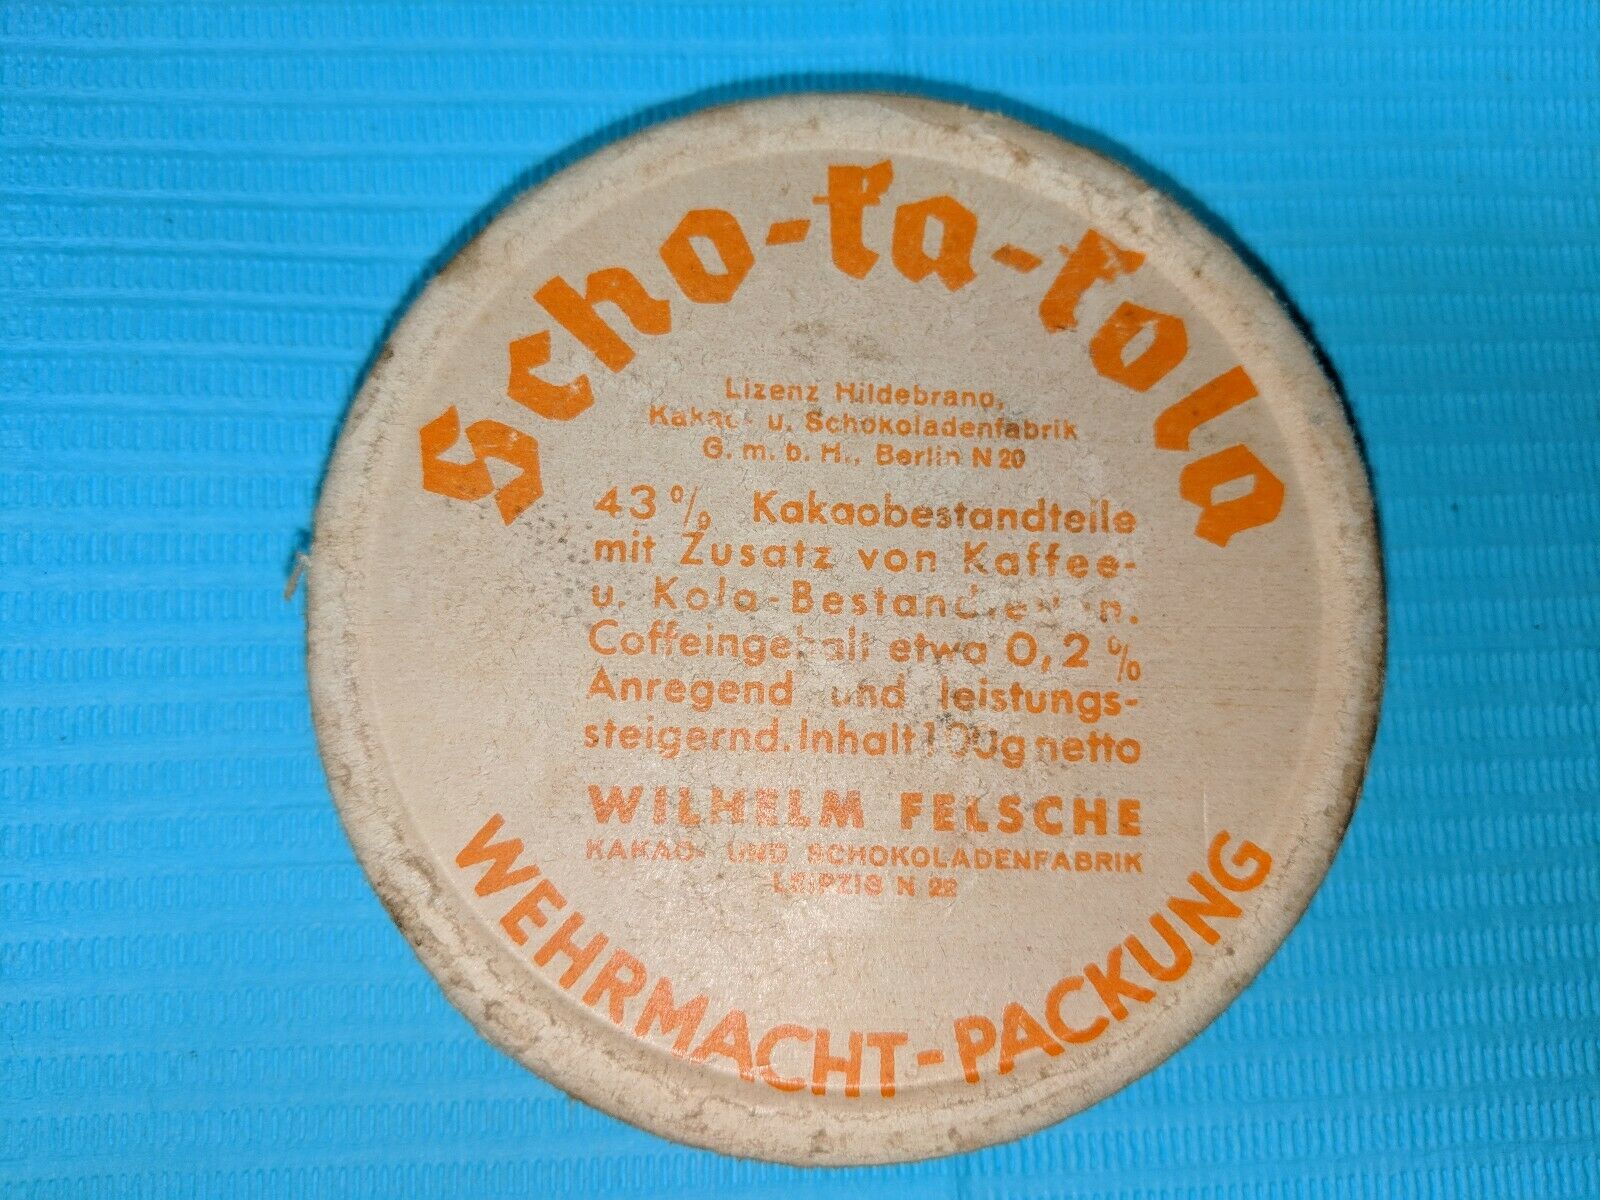 Scho-ka-kola
Lizenz Hildebrand,
Kakao- u. Schokoladenfabrik
G. m. b. H., Berlin N 20
43% Kakaobestandteile
mit Zusatz von Kaffee-
u. Kola-Bestandteilen.
Coffeingehalt etwa 0,2%
Anregend und leistungs-
steigernd. Inhalt 100g netto
WILHELM FELSCHE
KAKAO- UND SCHOKOLADENFABRIK
LEIPZIG N 22
WEHRMACHT-PACKUNG